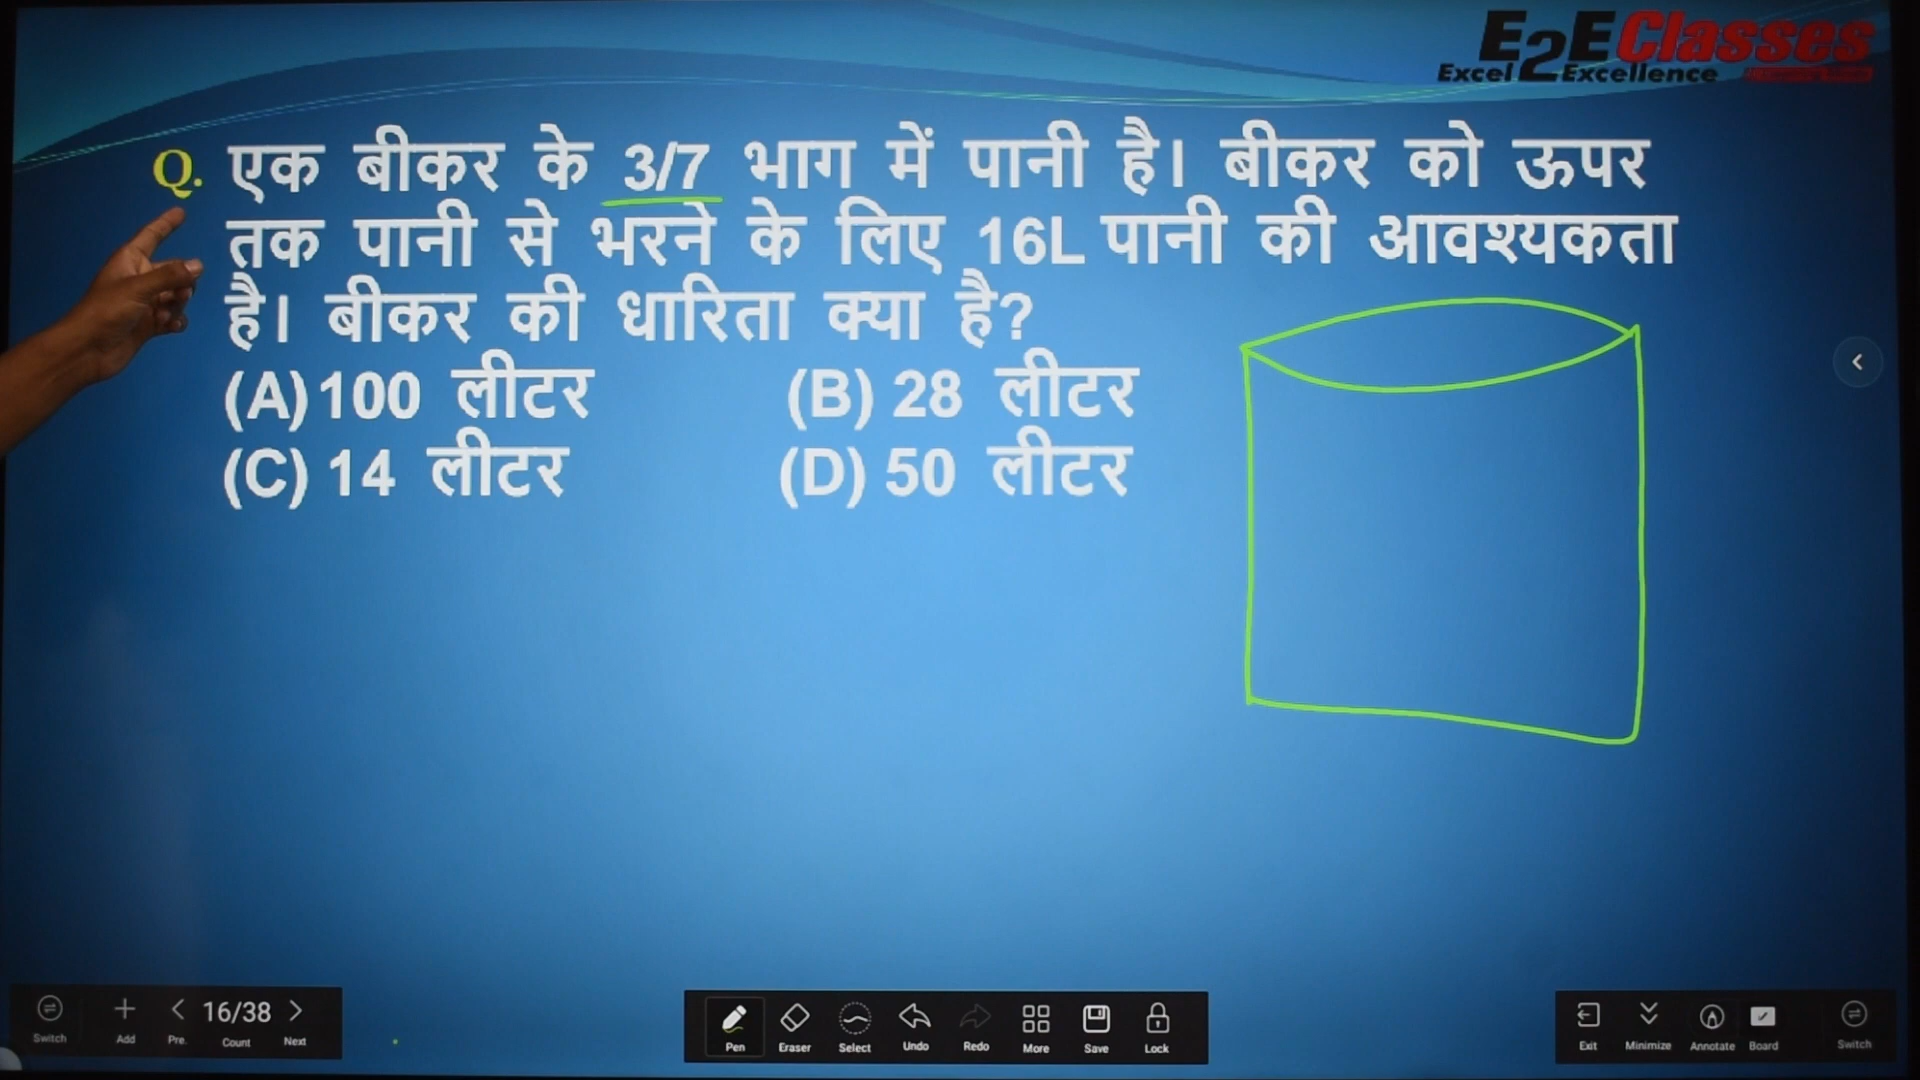 E2E Classes
Excel 2 Excellence
Q. एक बीकर के 3/7 भाग में पानी है। बीकर को ऊपर
तक पानी से भरने के लिए 16L पानी की आवश्यकता
है। बीकर की धारिता क्या है?
(A) 100 लीटर (B) 28 लीटर
(C) 14 लीटर (D) 50 लीटर
16/38
Switch Add Pre. Count Next
Pen Eraser Select Undo Redo More Save Lock
Exit Minimize Annotate Board Switch